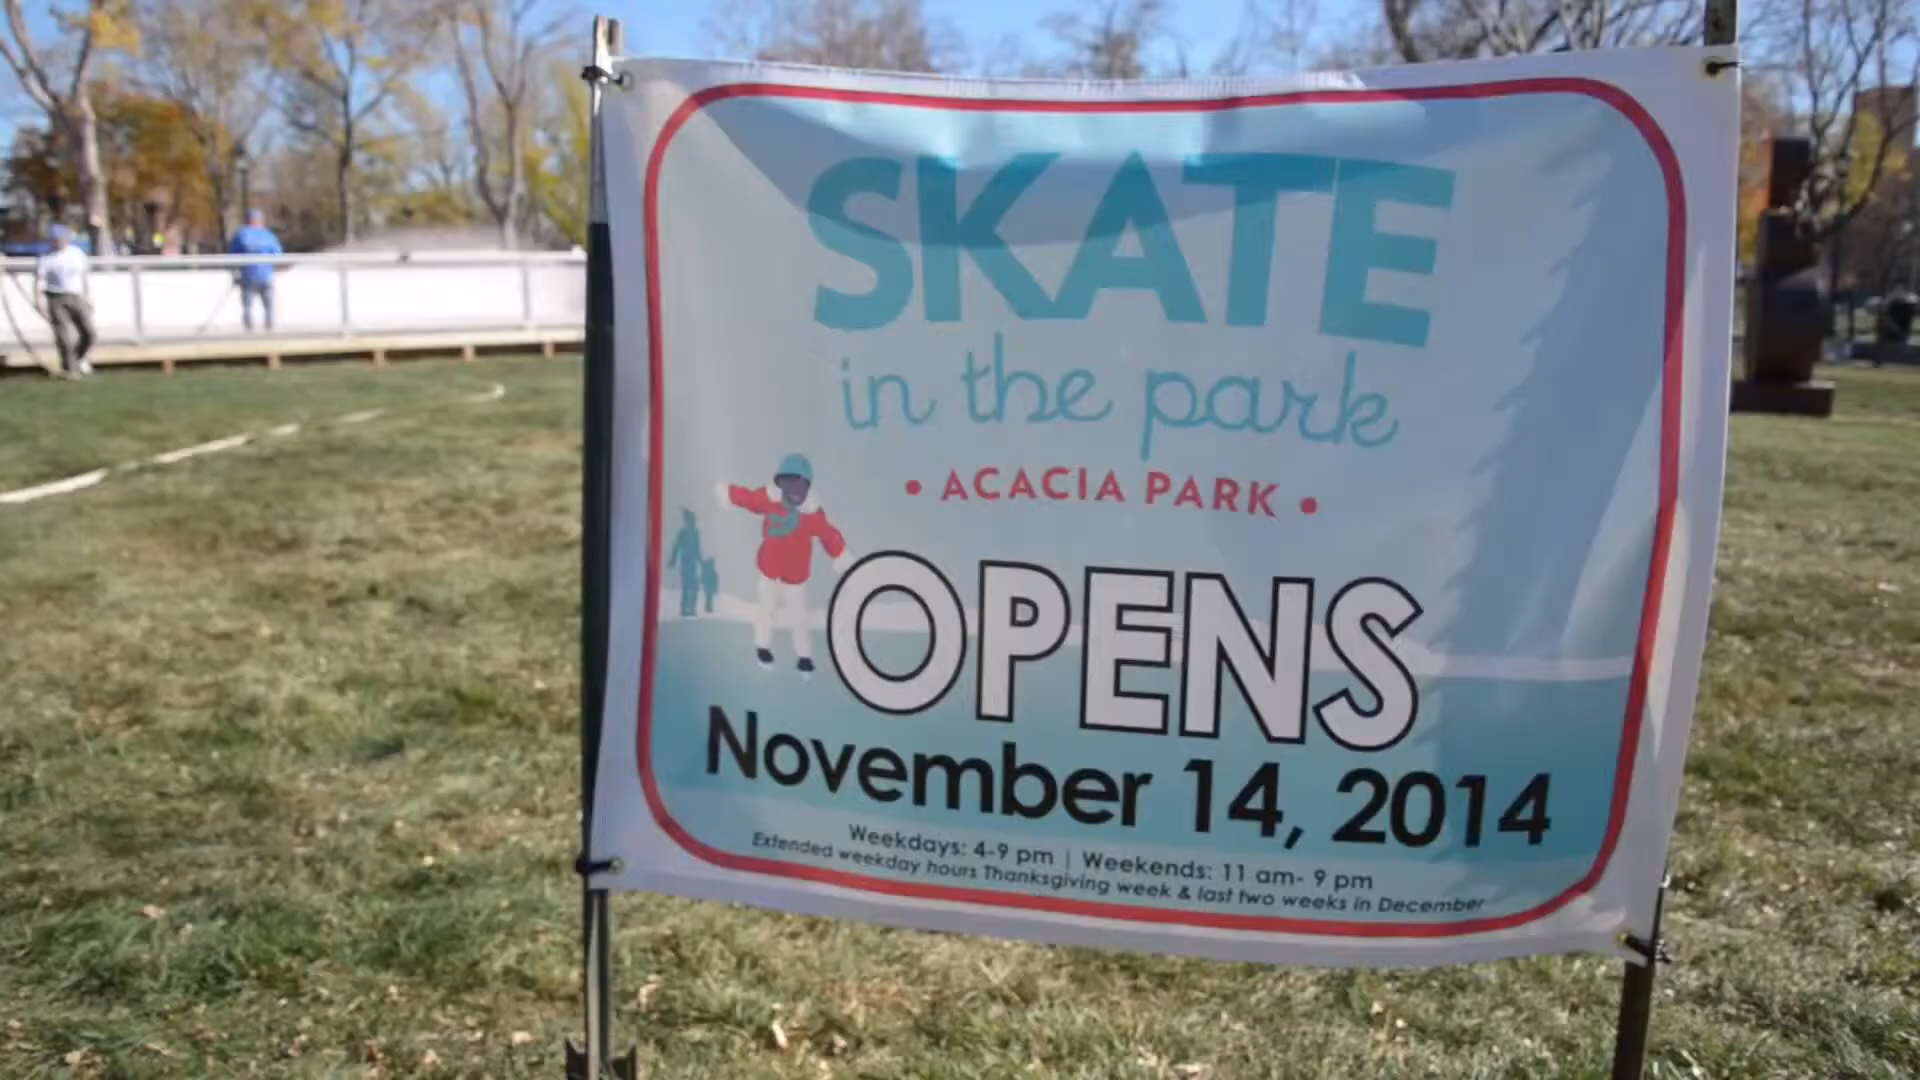 SKATE
in the park
• ACACIA PARK •
OPENS
November 14, 2014
Weekdays: 4-9 pm | Weekends: 11 am- 9 pm
Extended weekday hours Thanksgiving week & last two weeks in December